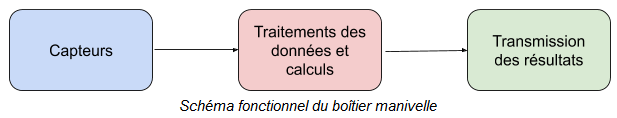 Capteurs
Traitements des
données et
calculs
Transmission
des résultats
Schéma fonctionnel du boîtier manivelle